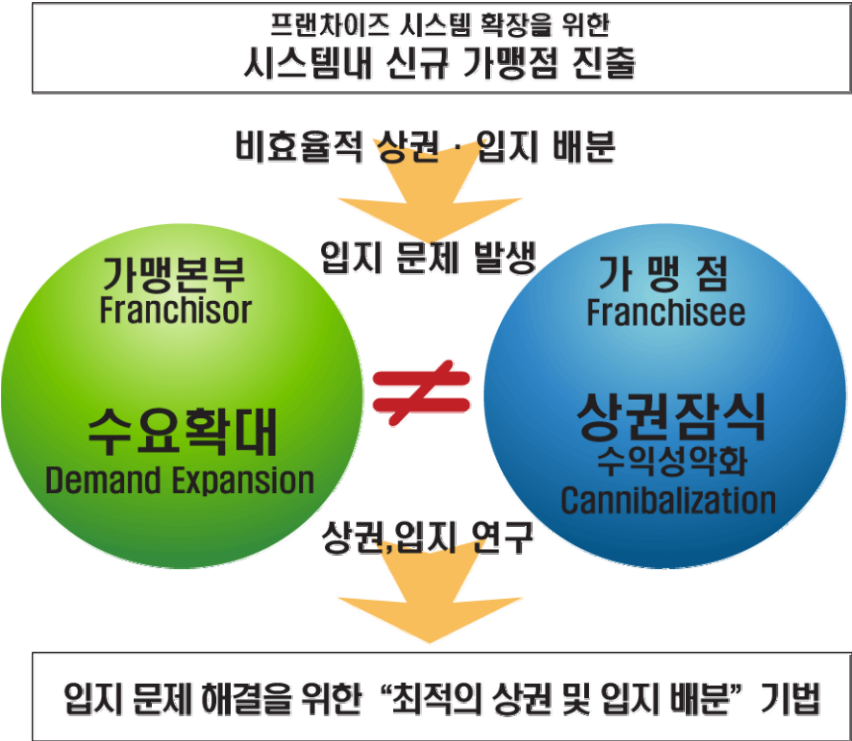 프랜차이즈 시스템 확장을 위한
시스템내 신규 가맹점 진출
비효율적 상권 · 입지 배분
입지 문제 발생
가맹본부
Franchisor
수요확대
Demand Expansion
≠
가 맹 점
Franchisee
상권잠식
수익성악화
Cannibalization
상권,입지 연구
입지 문제 해결을 위한 “최적의 상권 및 입지 배분” 기법